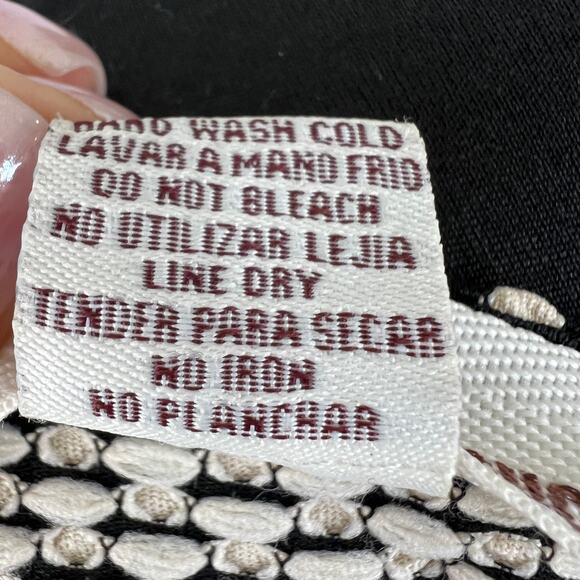 HAND WASH COLD
LAVAR A MANO FRIO
DO NOT BLEACH
NO UTILIZAR LEJIA
LINE DRY
TENDER PARA SECAR
NO IRON
NO PLANCHAR